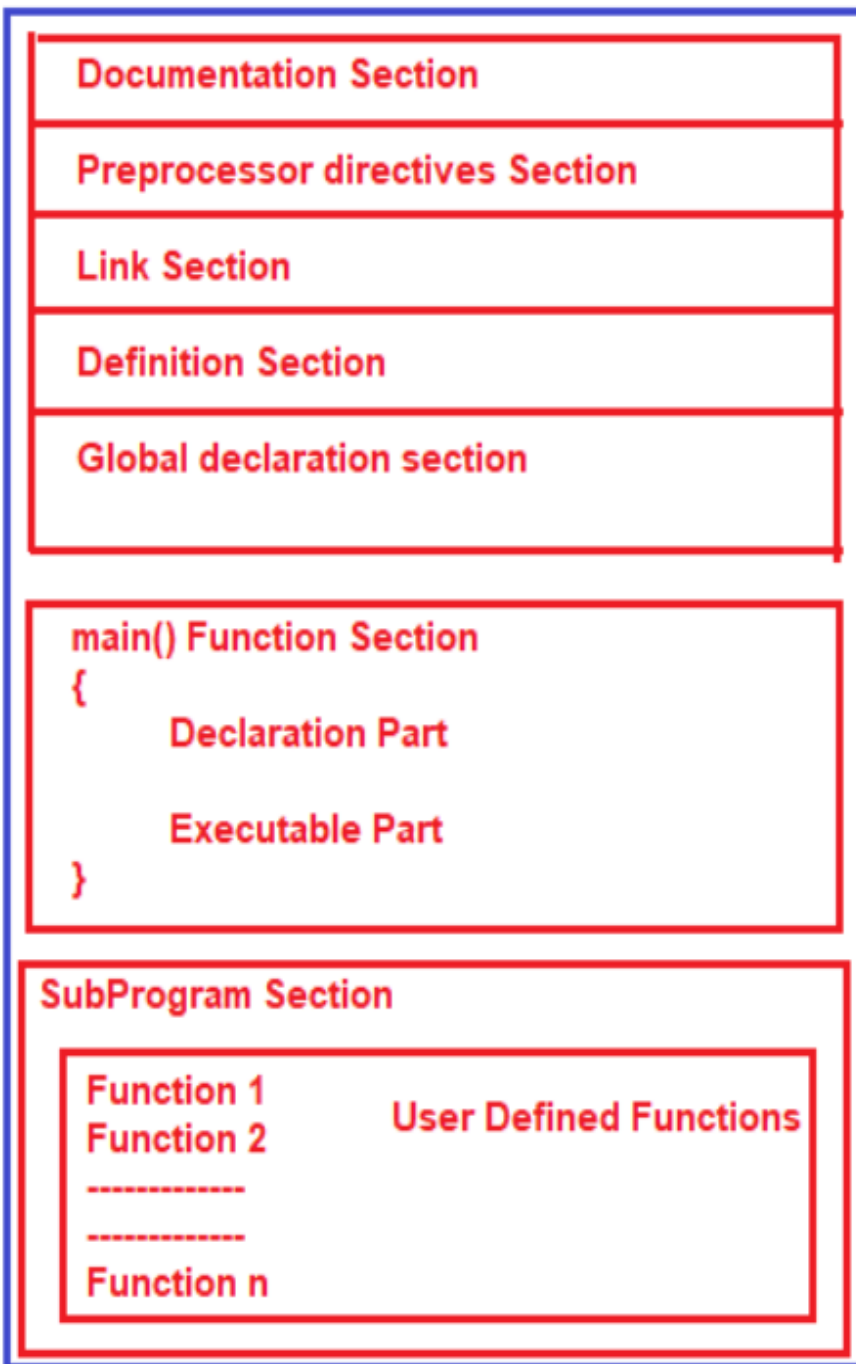 Documentation Section
Preprocessor directives Section
Link Section
Definition Section
Global declaration section
main() Function Section
{
Declaration Part
Executable Part
}
SubProgram Section
Function 1
Function 2
User Defined Functions
-------------
-------------
Function n